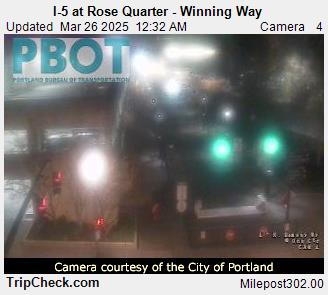 I-5 at Rose Quarter - Winning Way
Updated Mar 26 2025 12:32 AM Camera 4
PBOT
PORTLAND BUREAU OF TRANSPORTATION
Camera courtesy of the City of Portland
TripCheck.com Milepost302.00